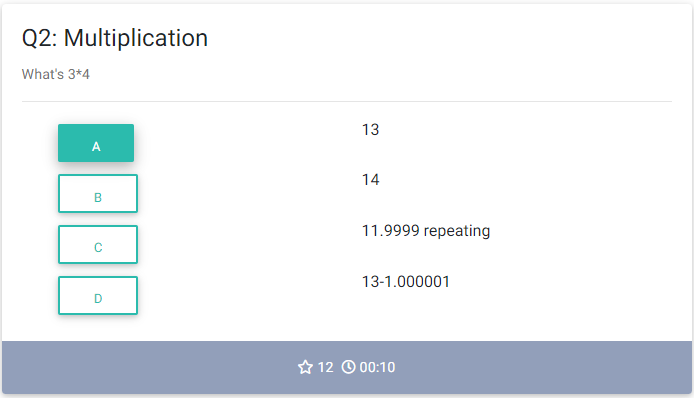 Q2: Multiplication
What's 3*4
A 13
B 14
C 11.9999 repeating
D 13-1.000001
12 00:10